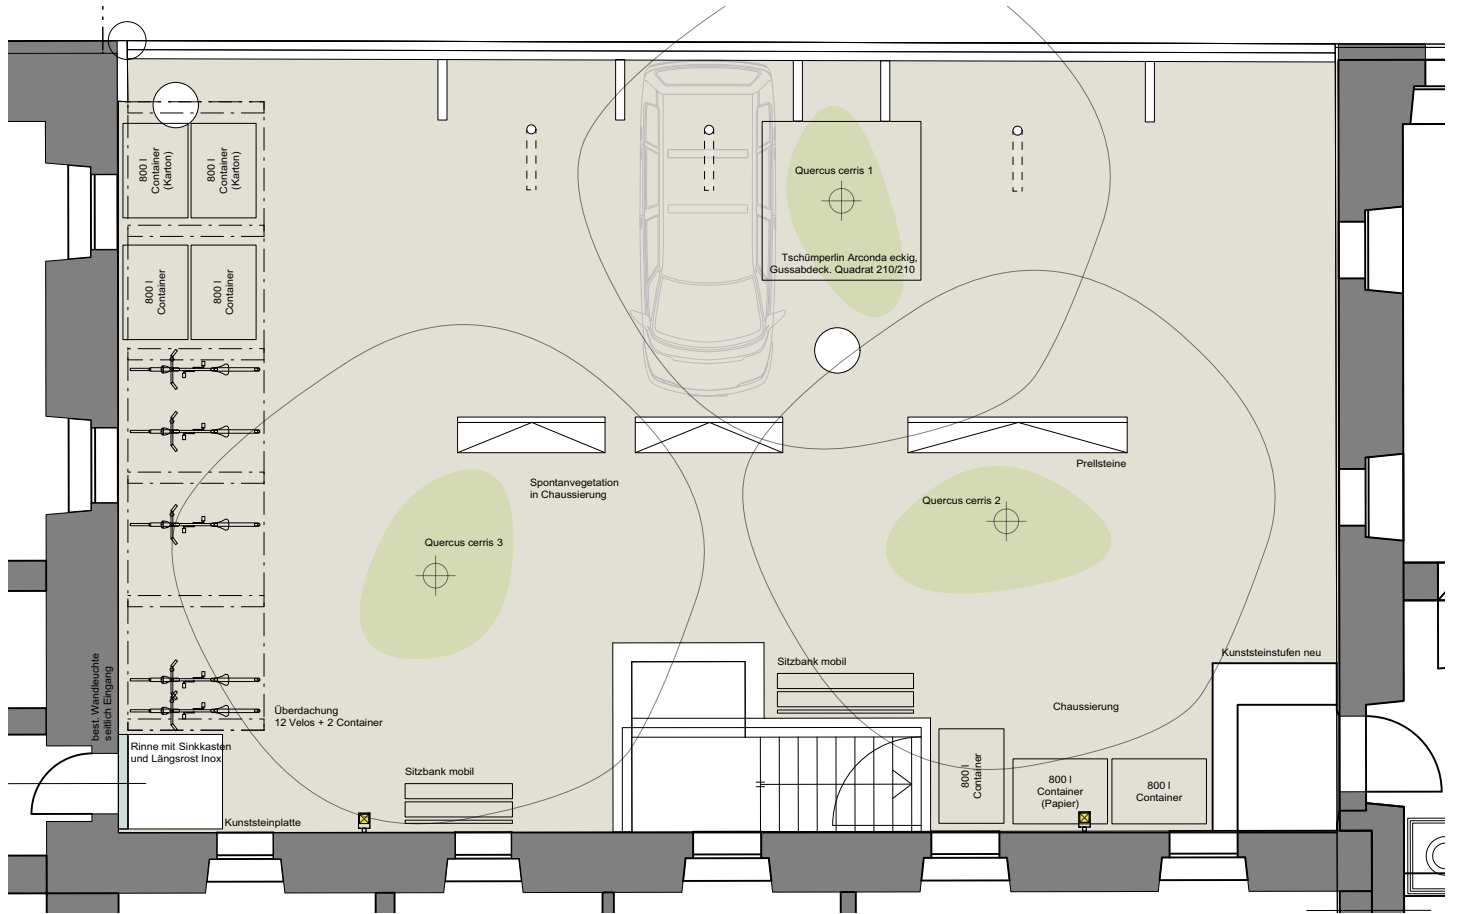 800 l
Container
(Karton)
800 l
Container
(Karton)
Quercus cerris 1
Tschümperlin Arconda eckig,
Gussabdeck. Quadrat 210/210
800 l
Container
800 l
Container
Prellsteine
Spontanvegetation
in Chaussierung
Quercus cerris 2
Quercus cerris 3
best. Wandleuchte
seitlich Eingang
Kunststeinstufen neu
Sitzbank mobil
Überdachung
12 Velos + 2 Container
Chaussierung
Rinne mit Sinkkasten
und Längsrost Inox
Sitzbank mobil
800 l
Container
800 l
Container
(Papier)
800 l
Container
Kunststeinplatte